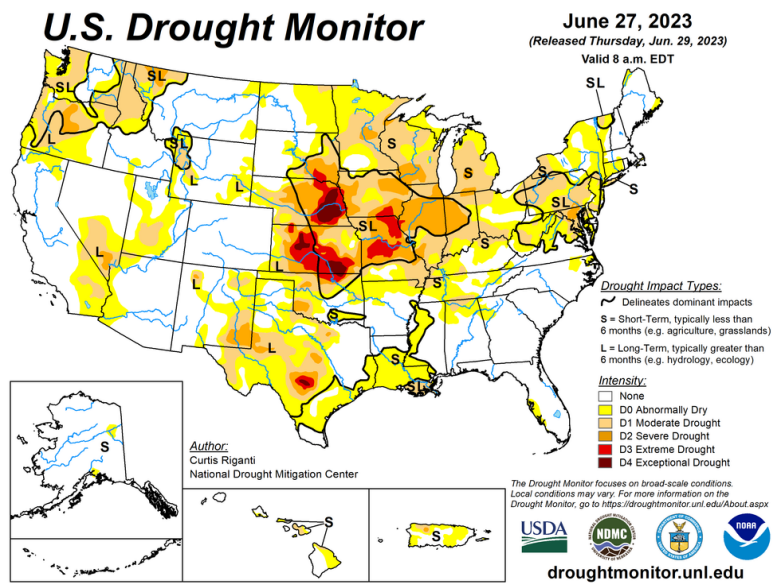 U.S. Drought Monitor
June 27, 2023
(Released Thursday, Jun. 29, 2023)
Valid 8 a.m. EDT
SL
SL
SL
L
SL
L
L
L
L
L
L
S
S
SL
S
S
S
S
S
S
SL
S
SL
S
S
SL
Drought Impact Types:
Delineates dominant impacts
S = Short-Term, typically less than
6 months (e.g. agriculture, grasslands)
L = Long-Term, typically greater than
6 months (e.g. hydrology, ecology)
Intensity:
None
D0 Abnormally Dry
D1 Moderate Drought
D2 Severe Drought
D3 Extreme Drought
D4 Exceptional Drought
Author:
Curtis Riganti
National Drought Mitigation Center
S
S
S
The Drought Monitor focuses on broad-scale conditions.
Local conditions may vary. For more information on the
Drought Monitor, go to https://droughtmonitor.unl.edu/About.aspx
USDA
NDMC
NOAA
droughtmonitor.unl.edu